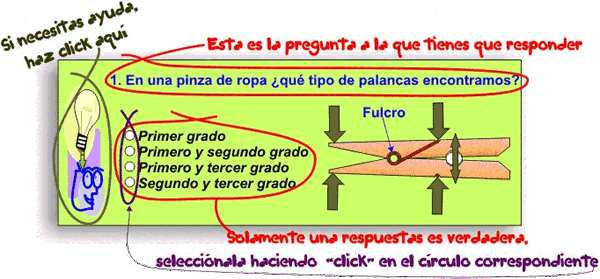 Si necesitas ayuda,
haz click aquí
Esta es la pregunta a la que tienes que responder
1. En una pinza de ropa ¿qué tipo de palancas encontramos?
Fulcro
Primer grado
Primero y segundo grado
Primero y tercer grado
Segundo y tercer grado
Solamente una respuestas es verdadera,
selecciónala haciendo "click" en el círculo correspondiente